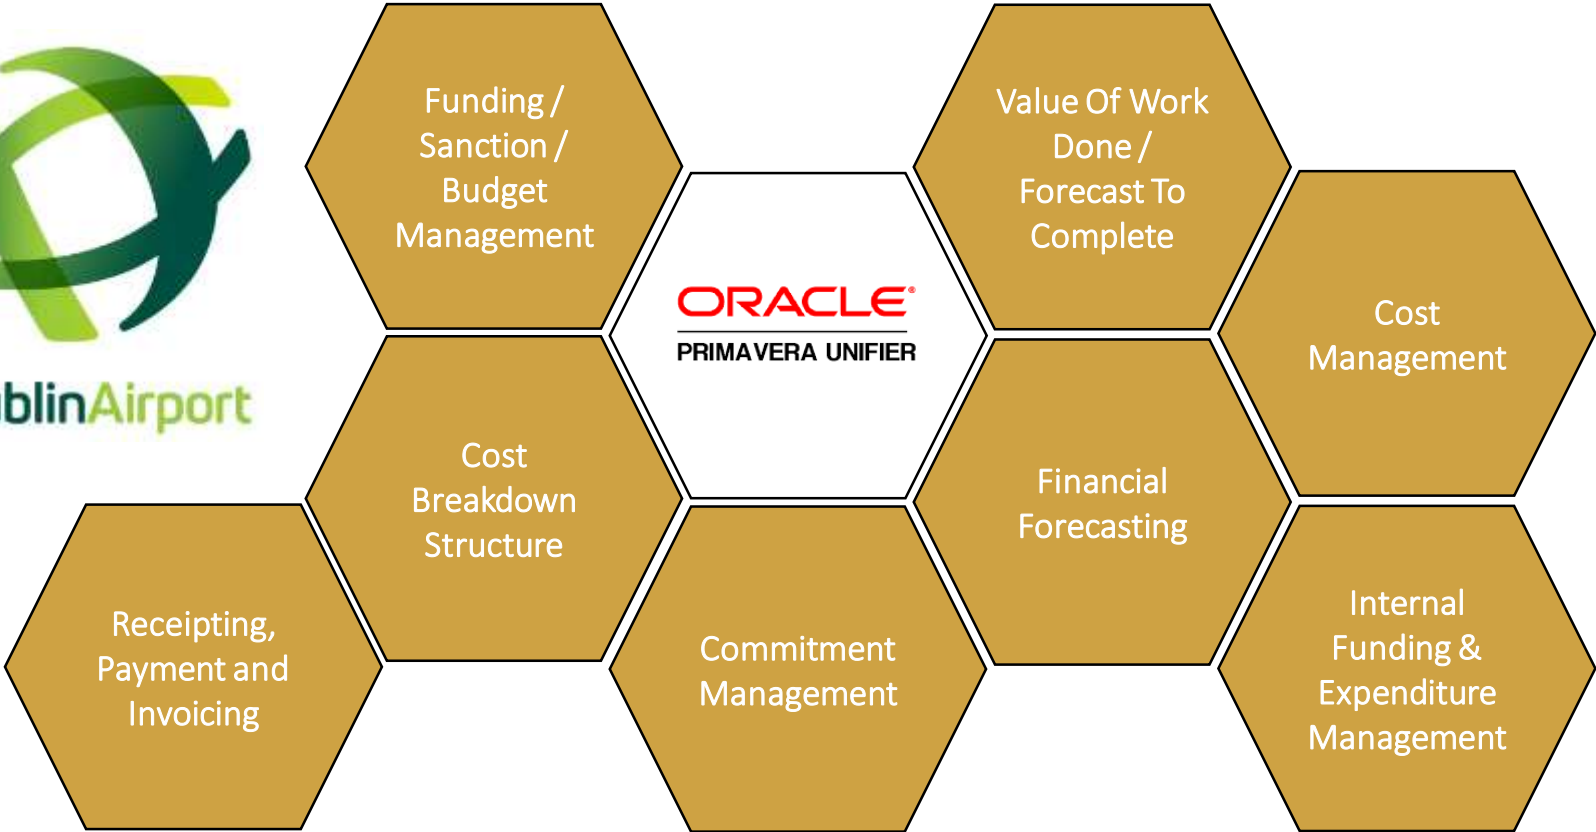 Funding /
Sanction /
Budget
Management
Value Of Work
Done /
Forecast To
Complete
ORACLE®
PRIMAVERA UNIFIER
Cost
Management
blinAirport
Cost
Breakdown
Structure
Financial
Forecasting
Receipting,
Payment and
Invoicing
Commitment
Management
Internal
Funding &
Expenditure
Management